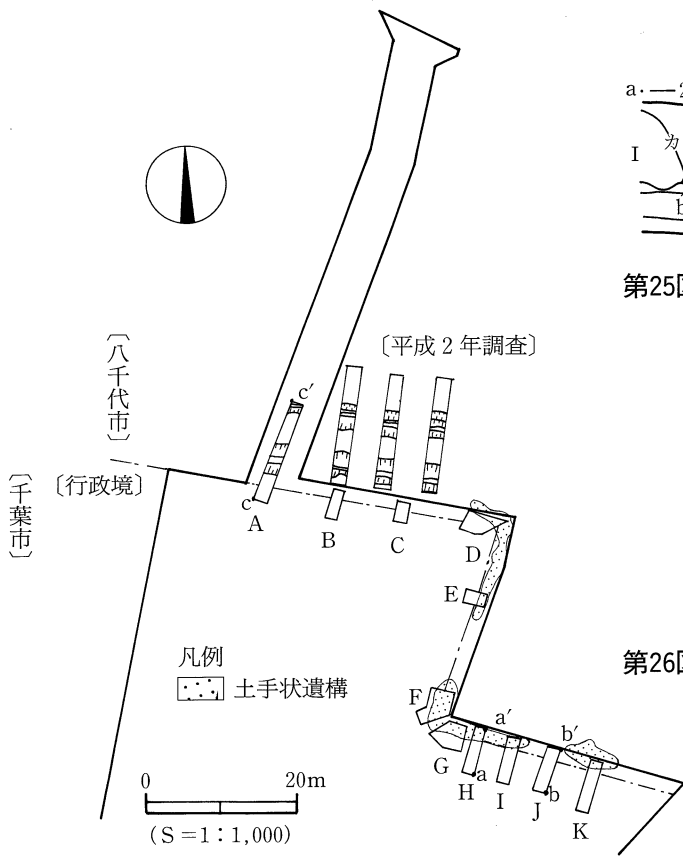 a.—2
I
カ
b
第25図
〔平成２年調査〕
〔八千代市〕
c′
〔行政境〕
〔千葉市〕
c
A
B
C
D
E
凡例
土手状遺構
第26図
F
a′
b′
G
H
a
I
J
b
K
0 20m
(S＝1：1,000)